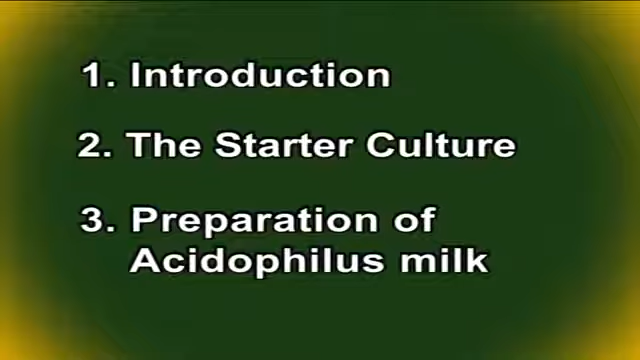 1. Introduction
2. The Starter Culture
3. Preparation of
Acidophilus milk